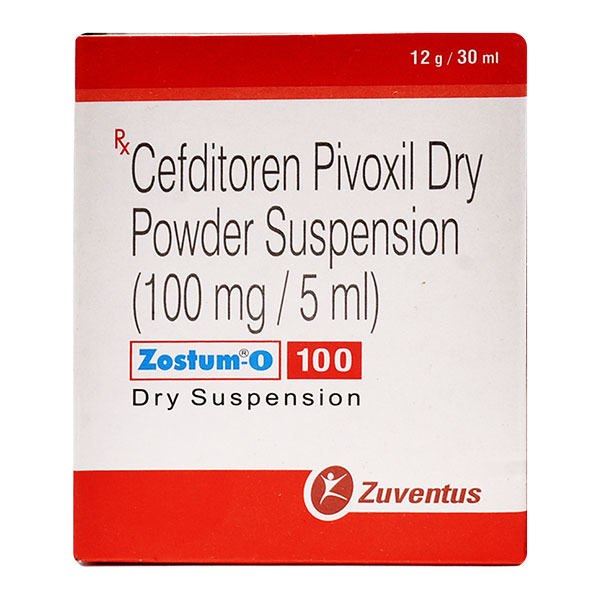 12 g / 30 ml
Rx Cefditoren Pivoxil Dry
Powder Suspension
(100 mg / 5 ml)
Zostum®-O 100
Dry Suspension
Zuventus